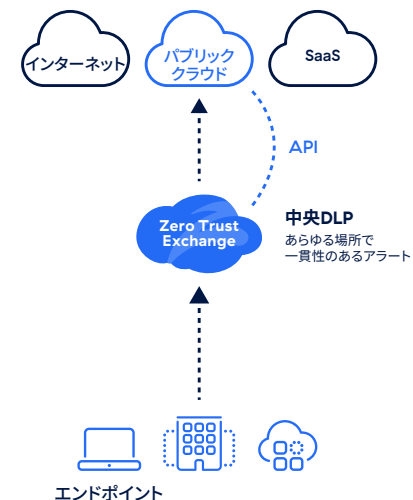 インターネット
パブリック
クラウド
SaaS
API
Zero Trust
Exchange
中央DLP
あらゆる場所で
一貫性のあるアラート
エンドポイント